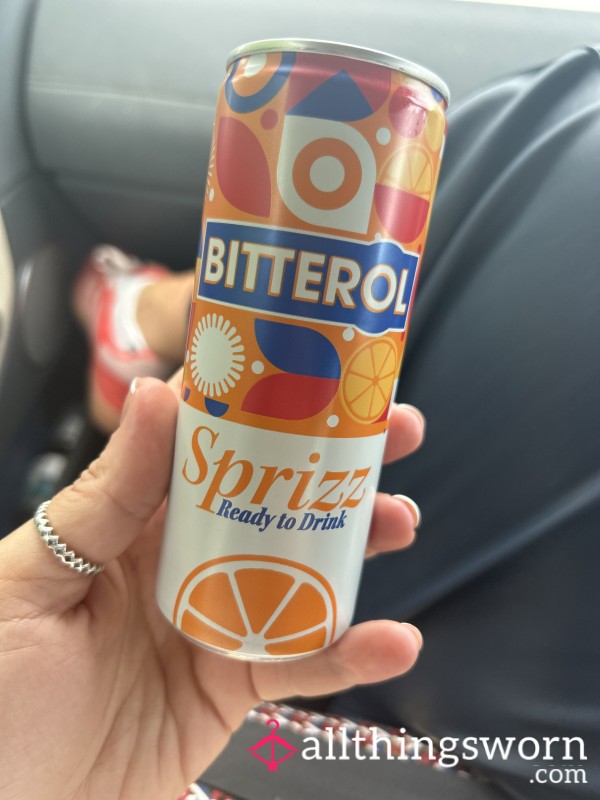 BITTEROL
Sprizz
Ready to Drink
allthingsworn
.com